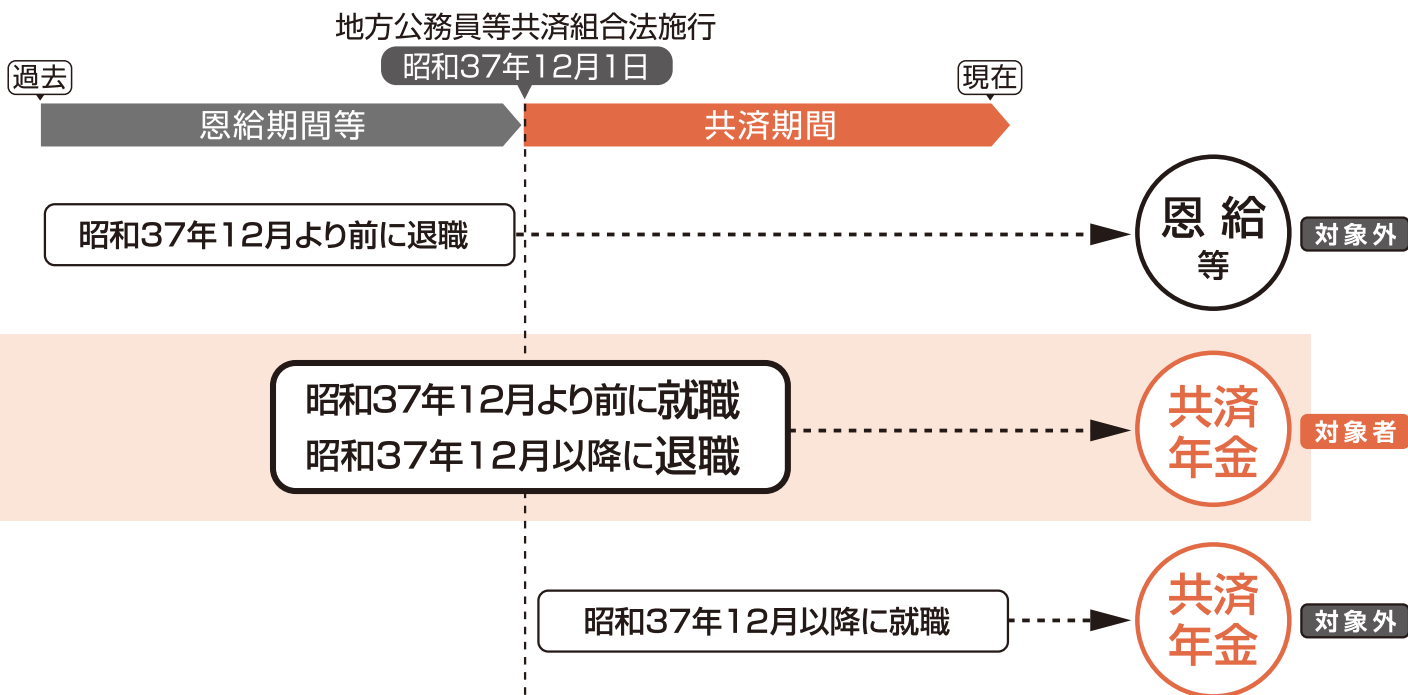 地方公務員等共済組合法施行
昭和37年12月1日
過去
現在
恩給期間等
共済期間
昭和37年12月より前に退職
恩給
等
対象外
昭和37年12月より前に就職
昭和37年12月以降に退職
共済
年金
対象者
昭和37年12月以降に就職
共済
年金
対象外